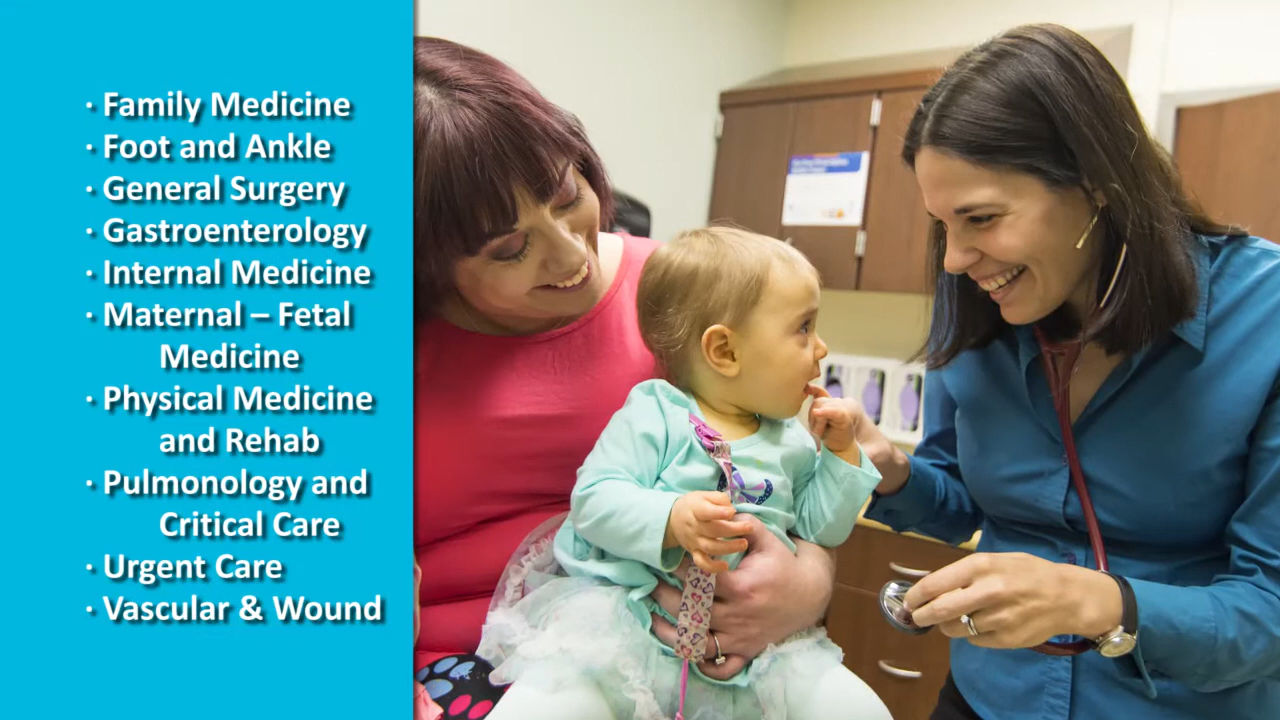 · Family Medicine
· Foot and Ankle
· General Surgery
· Gastroenterology
· Internal Medicine
· Maternal – Fetal
Medicine
· Physical Medicine
and Rehab
· Pulmonology and
Critical Care
· Urgent Care
· Vascular & Wound